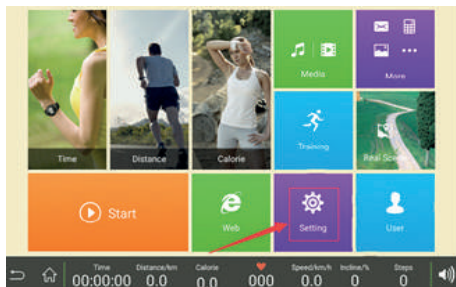 Media
More
Time
Distance
Calorie
Training
Real Scene
Start
Web
Setting
User
Time
Distance/km
Calorie
Speed/km/h
Incline/%
Steps
00:00:00
0.0
0.0
000
0.0
0
0